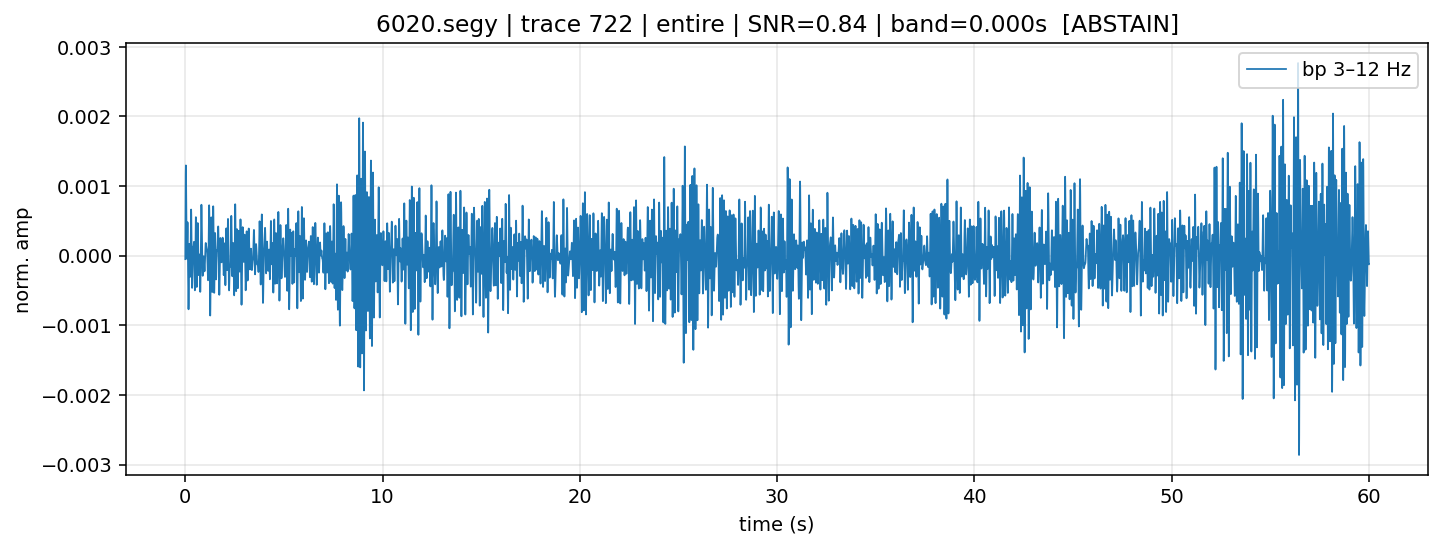 6020.segy | trace 722 | entire | SNR=0.84 | band=0.000s  [ABSTAIN]
bp 3–12 Hz
norm. amp
0.003
0.002
0.001
0.000
−0.001
−0.002
−0.003
0 10 20 30 40 50 60
time (s)